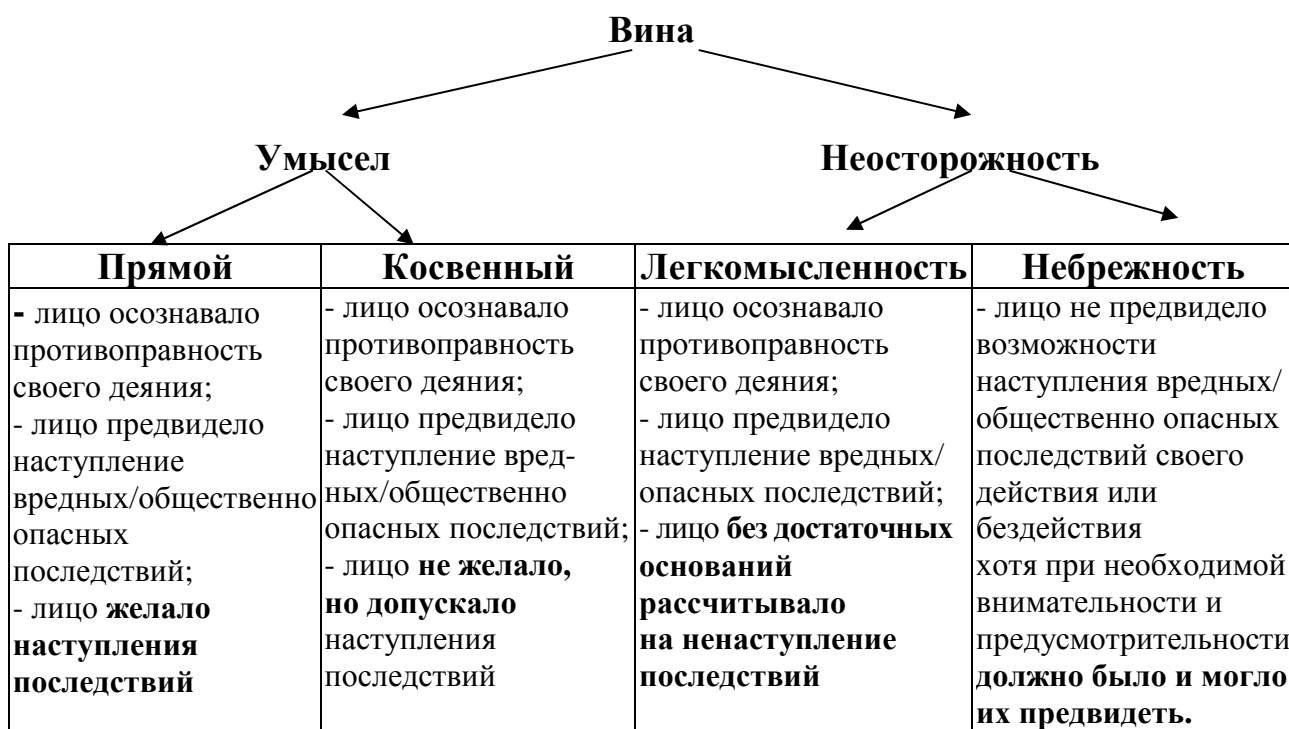 Вина
Умысел
Неосторожность
Прямой
- лицо осознавало
противоправность
своего деяния;
- лицо предвидело
наступление
вредных/общественно
опасных
последствий;
- лицо желало
наступления
последствий
Косвенный
- лицо осознавало
противоправность
своего деяния;
- лицо предвидело
наступление вред-
ных/общественно
опасных последствий;
- лицо не желало,
но допускало
наступления
последствий
Легкомысленность
- лицо осознавало
противоправность
своего деяния;
- лицо предвидело
наступление вредных/
опасных последствий;
- лицо без достаточных
оснований
рассчитывало
на ненаступление
последствий
Небрежность
- лицо не предвидело
возможности
наступления вредных/
общественно опасных
последствий своего
действия или
бездействия
хотя при необходимой
внимательности и
предусмотрительности
должно было и могло
их предвидеть.